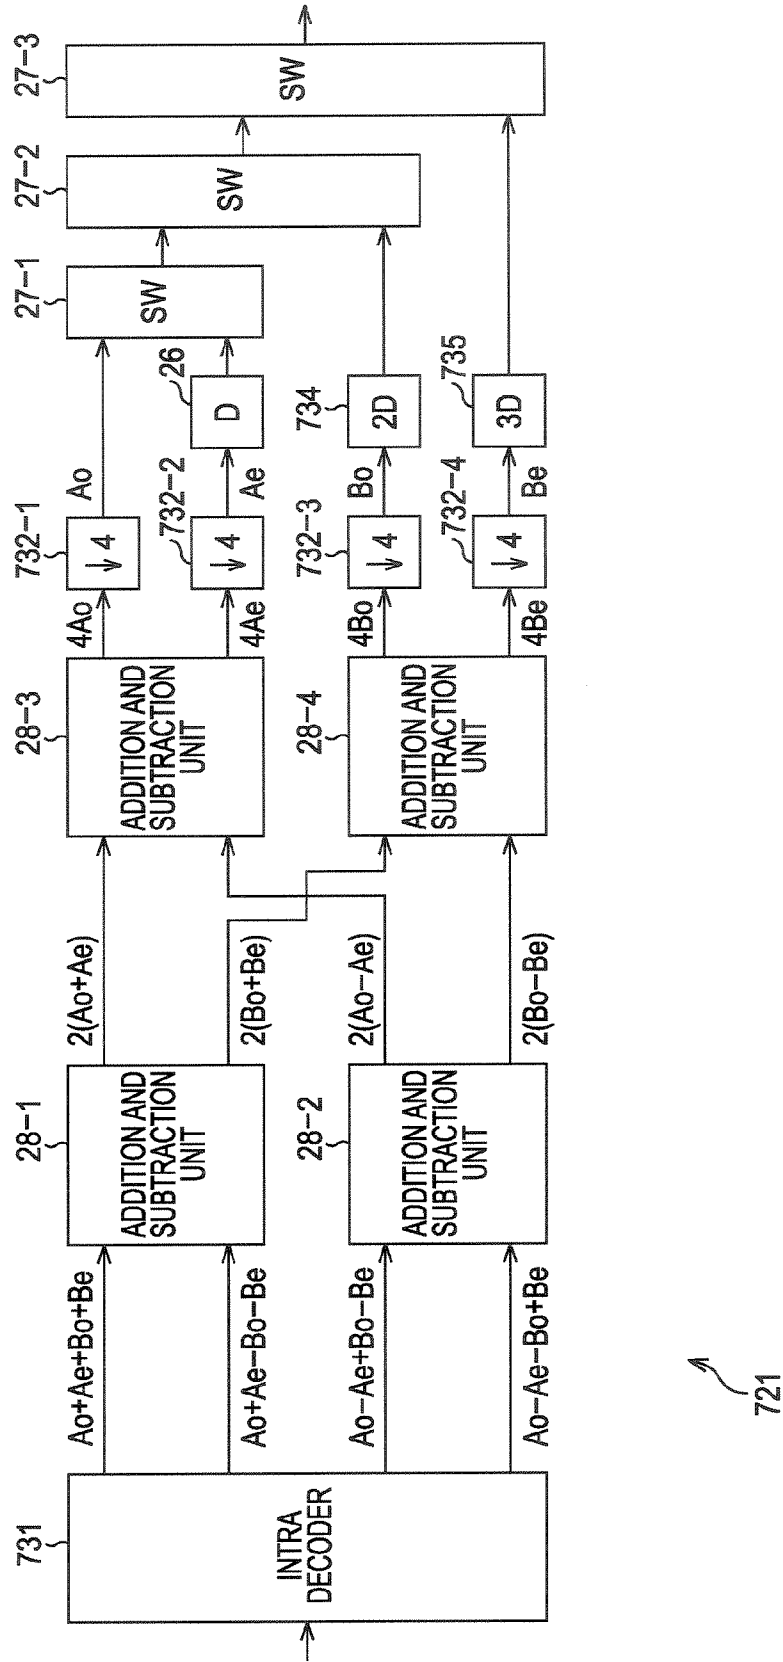 731
INTRA
DECODER
Ao+Ae+Bo+Be
Ao+Ae−Bo−Be
Ao−Ae+Bo−Be
Ao−Ae−Bo+Be
28−1
ADDITION AND
SUBTRACTION
UNIT
28−2
ADDITION AND
SUBTRACTION
UNIT
2(Ao+Ae)
2(Bo+Be)
2(Ao−Ae)
2(Bo−Be)
28−3
ADDITION AND
SUBTRACTION
UNIT
28−4
ADDITION AND
SUBTRACTION
UNIT
4Ao
4Ae
4Bo
4Be
732−1
↓4
732−2
↓4
732−3
↓4
732−4
↓4
Ao
Ae
Bo
Be
26
D
734
2D
735
3D
27−1
SW
27−2
SW
27−3
SW
721